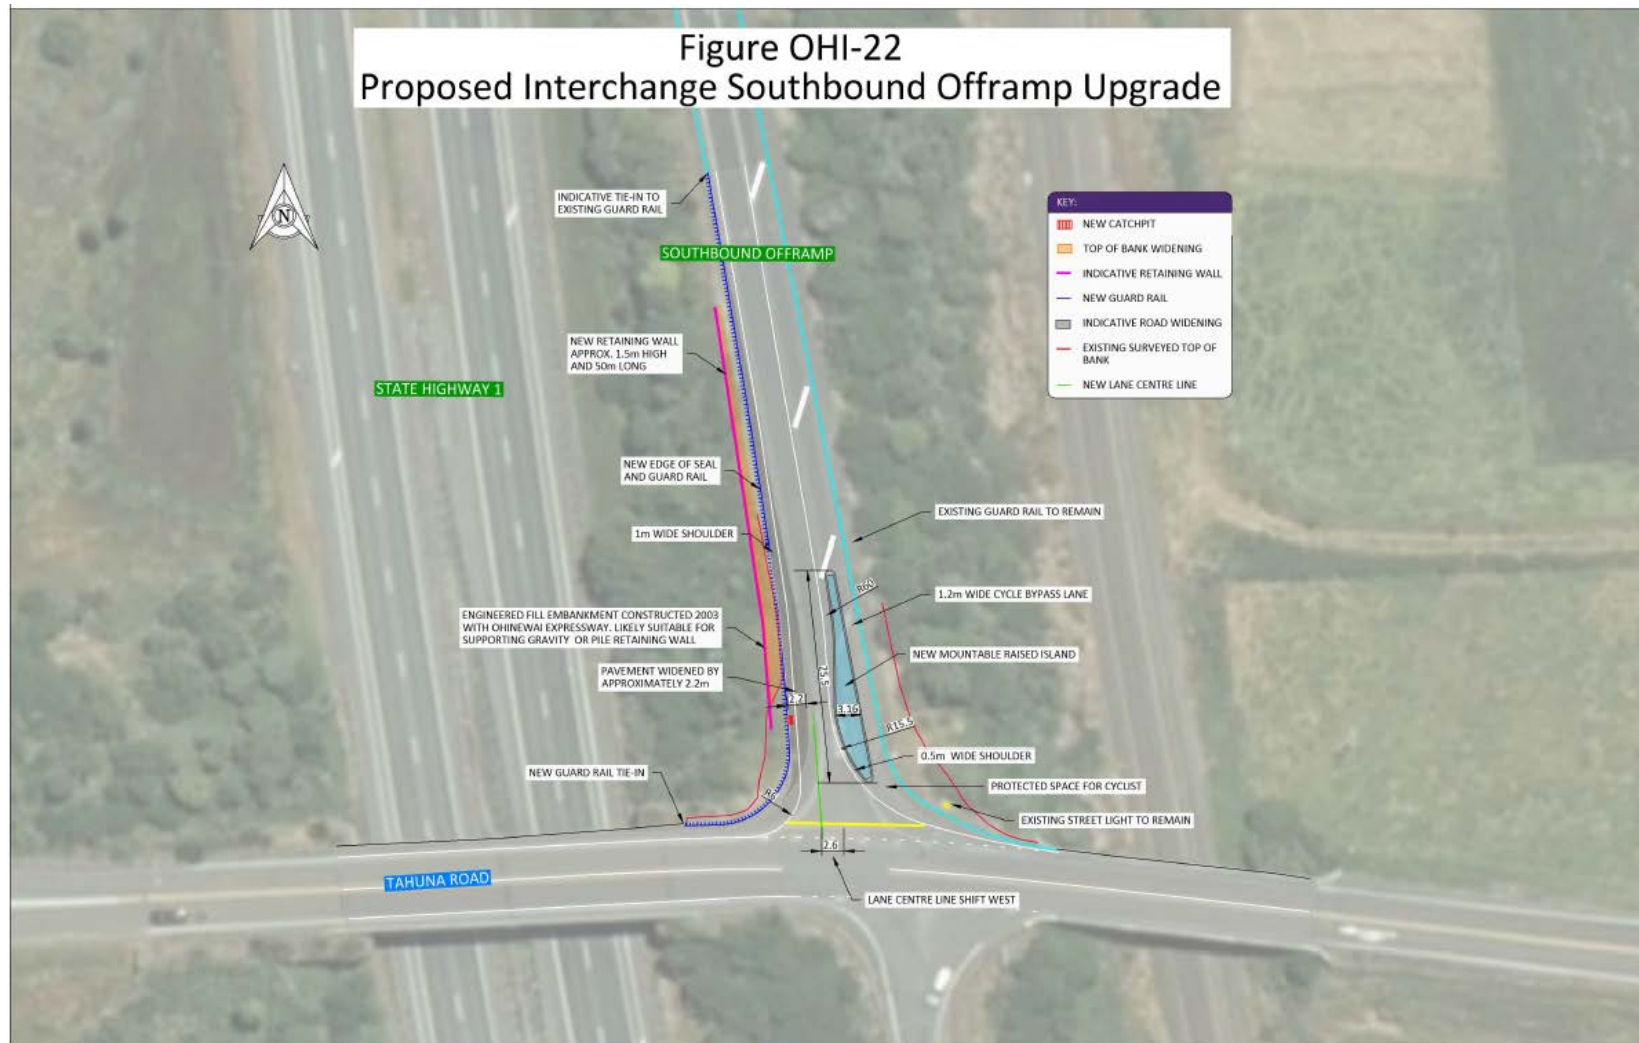 Figure OHI-22
Proposed Interchange Southbound Offramp Upgrade
N
INDICATIVE TIE-IN TO
EXISTING GUARD RAIL
SOUTHBOUND OFFRAMP
KEY:
NEW CATCHPIT
TOP OF BANK WIDENING
INDICATIVE RETAINING WALL
NEW GUARD RAIL
INDICATIVE ROAD WIDENING
EXISTING SURVEYED TOP OF
BANK
NEW LANE CENTRE LINE
NEW RETAINING WALL
APPROX. 1.5m HIGH
AND 50m LONG
STATE HIGHWAY 1
NEW EDGE OF SEAL
AND GUARD RAIL
EXISTING GUARD RAIL TO REMAIN
1m WIDE SHOULDER
R60
1.2m WIDE CYCLE BYPASS LANE
ENGINEERED FILL EMBANKMENT CONSTRUCTED 2003
WITH OHINEWAI EXPRESSWAY. LIKELY SUITABLE FOR
SUPPORTING GRAVITY OR PILE RETAINING WALL
NEW MOUNTABLE RAISED ISLAND
PAVEMENT WIDENED BY
APPROXIMATELY 2.2m
25.5
2.2
3.16
R15.5
0.5m WIDE SHOULDER
NEW GUARD RAIL TIE-IN
PROTECTED SPACE FOR CYCLIST
R6
EXISTING STREET LIGHT TO REMAIN
2.6
TAHUNA ROAD
LANE CENTRE LINE SHIFT WEST